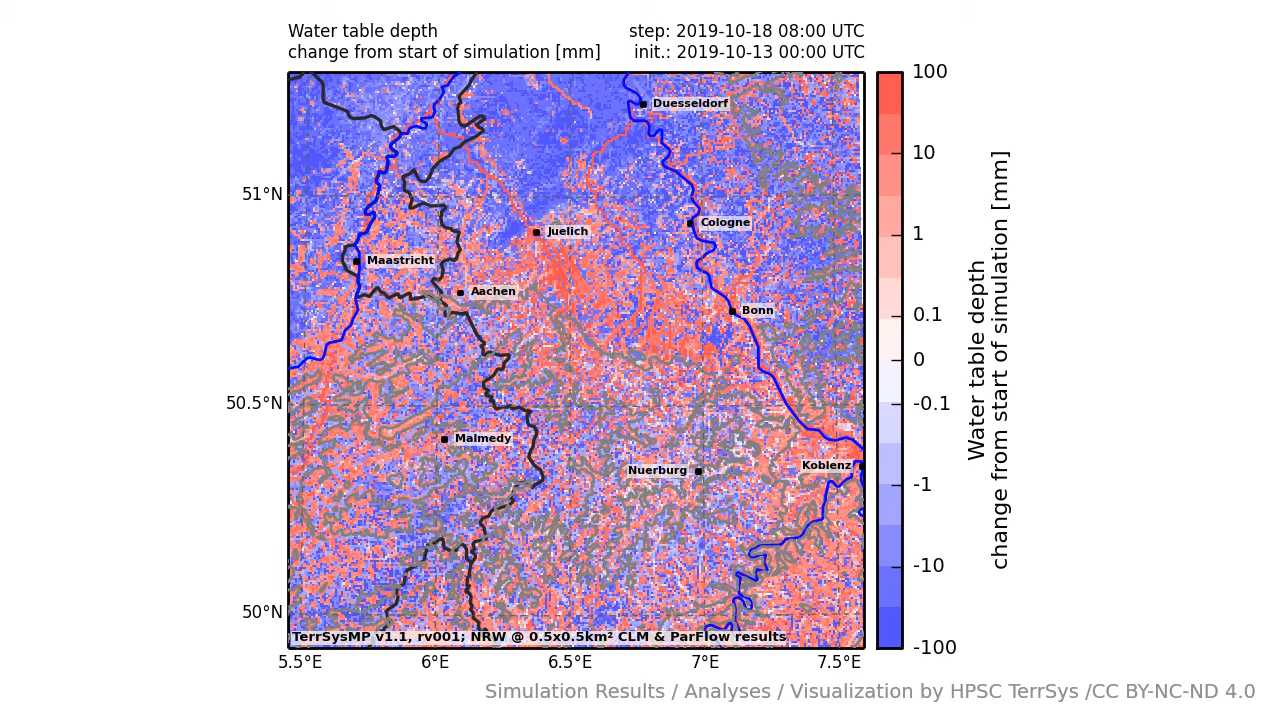 Water table depth
change from start of simulation [mm]
step: 2019-10-18 08:00 UTC
init.: 2019-10-13 00:00 UTC
51°N
50.5°N
50°N
5.5°E
6°E
6.5°E
7°E
7.5°E
Duesseldorf
Cologne
Juelich
Maastricht
Aachen
Bonn
Malmedy
Koblenz
Nuerburg
TerrSysMP v1.1, rv001; NRW @ 0.5x0.5km² CLM & ParFlow results
100
10
1
0.1
0
-0.1
-1
-10
-100
Water table depth
change from start of simulation [mm]
Simulation Results / Analyses / Visualization by HPSC TerrSys /CC BY-NC-ND 4.0